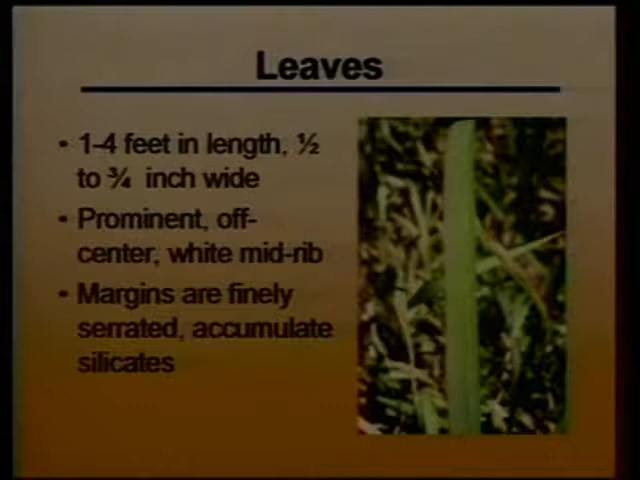 Leaves
• 1-4 feet in length, ½
to ¾ inch wide
• Prominent, off-
center, white mid-rib
• Margins are finely
serrated, accumulate
silicates